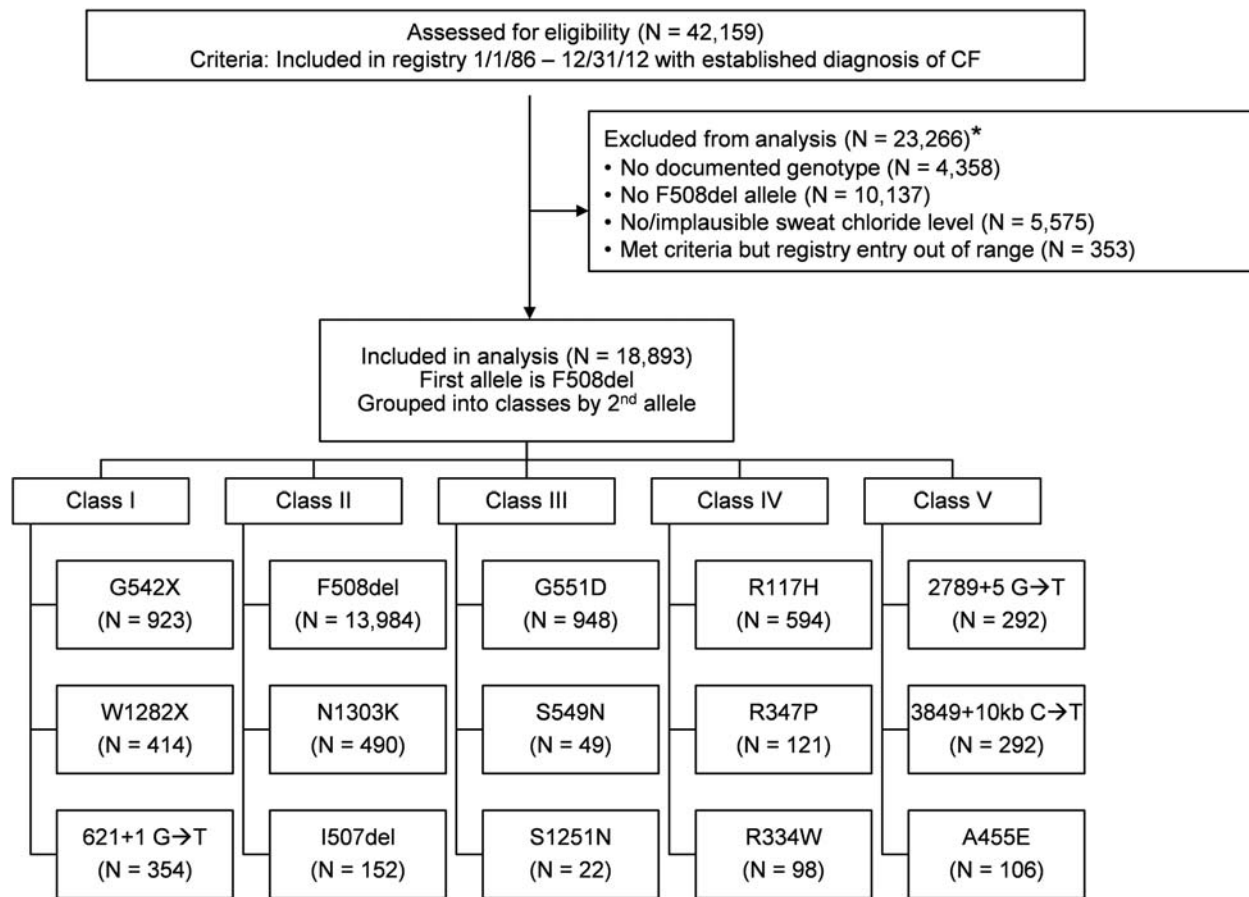 Assessed for eligibility (N = 42,159)
Criteria: Included in registry 1/1/86 – 12/31/12 with established diagnosis of CF
Excluded from analysis (N = 23,266)*
• No documented genotype (N = 4,358)
• No F508del allele (N = 10,137)
• No/implausible sweat chloride level (N = 5,575)
• Met criteria but registry entry out of range (N = 353)
Included in analysis (N = 18,893)
First allele is F508del
Grouped into classes by 2nd allele
Class I
Class II
Class III
Class IV
Class V
G542X
(N = 923)
F508del
(N = 13,984)
G551D
(N = 948)
R117H
(N = 594)
2789+5 G→T
(N = 292)
W1282X
(N = 414)
N1303K
(N = 490)
S549N
(N = 49)
R347P
(N = 121)
3849+10kb C→T
(N = 292)
621+1 G→T
(N = 354)
I507del
(N = 152)
S1251N
(N = 22)
R334W
(N = 98)
A455E
(N = 106)